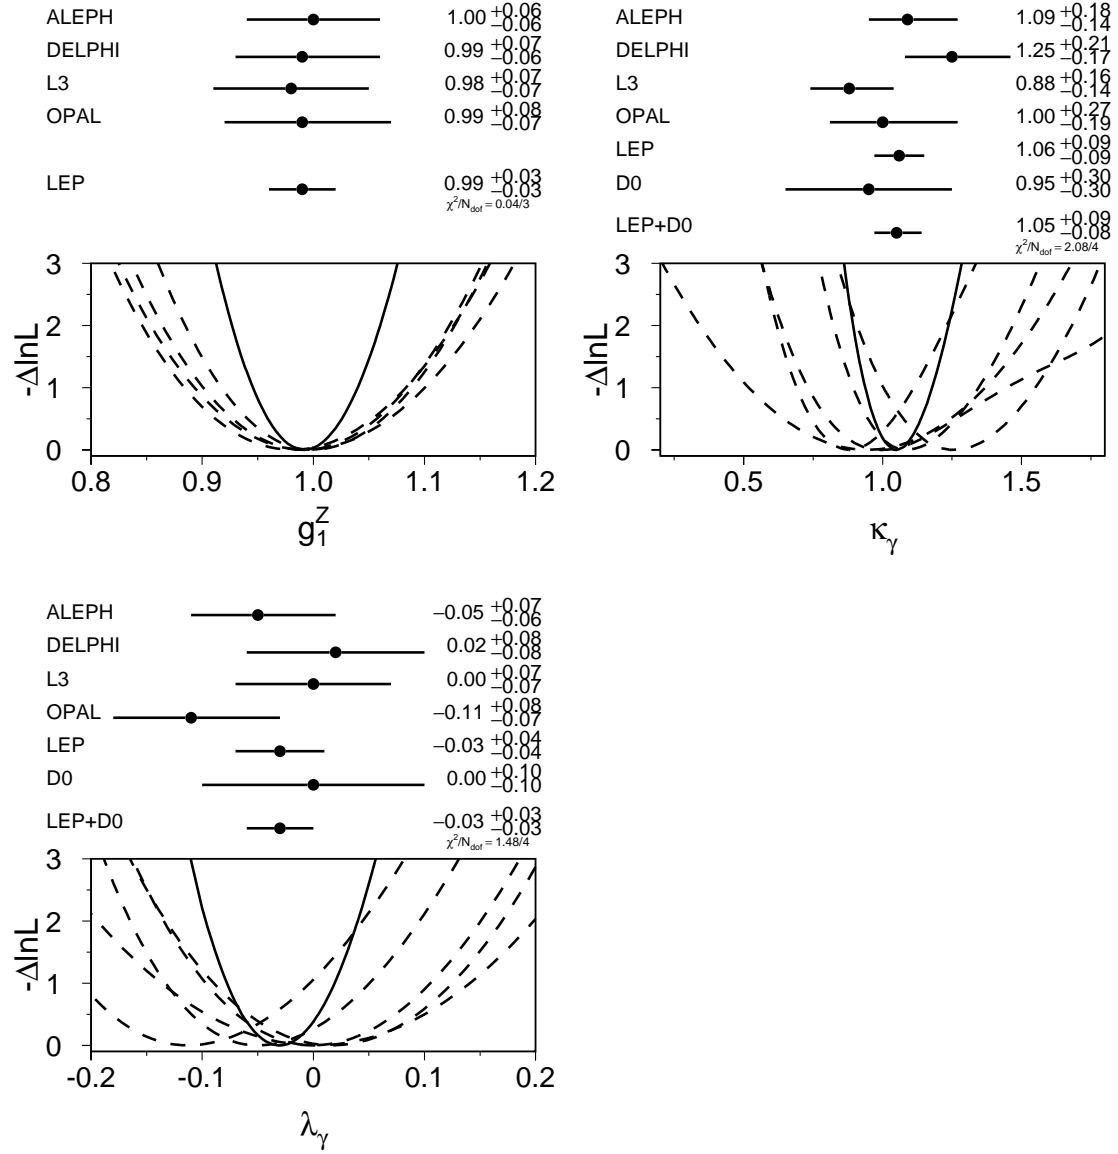 ALEPH 1.00 +0.06 −0.06
DELPHI 0.99 +0.07 −0.06
L3 0.98 +0.07 −0.07
OPAL 0.99 +0.08 −0.07
LEP 0.99 +0.03 −0.03
χ²/N_dof = 0.04/3
3
2
1
0
-ΔlnL
0.8 0.9 1.0 1.1 1.2
g₁ᶻ
ALEPH 1.09 +0.18 −0.14
DELPHI 1.25 +0.21 −0.17
L3 0.88 +0.16 −0.14
OPAL 1.00 +0.27 −0.19
LEP 1.06 +0.09 −0.09
D0 0.95 +0.30 −0.30
LEP+D0 1.05 +0.09 −0.08
χ²/N_dof = 2.08/4
3
2
1
0
-ΔlnL
0.5 1.0 1.5
κ_γ
ALEPH −0.05 +0.07 −0.06
DELPHI 0.02 +0.08 −0.08
L3 0.00 +0.07 −0.07
OPAL −0.11 +0.08 −0.07
LEP −0.03 +0.04 −0.04
D0 0.00 +0.10 −0.10
LEP+D0 −0.03 +0.03 −0.03
χ²/N_dof = 1.48/4
3
2
1
0
-ΔlnL
-0.2 -0.1 0 0.1 0.2
λ_γ